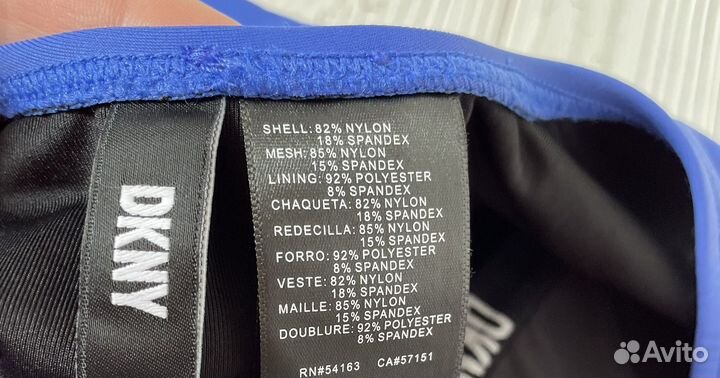 DKNY
SHELL: 82% NYLON
18% SPANDEX
MESH: 85% NYLON
15% SPANDEX
LINING: 92% POLYESTER
8% SPANDEX
CHAQUETA: 82% NYLON
18% SPANDEX
REDECILLA: 85% NYLON
15% SPANDEX
FORRO: 92% POLYESTER
8% SPANDEX
VESTE: 82% NYLON
18% SPANDEX
MAILLE: 85% NYLON
15% SPANDEX
DOUBLURE: 92% POLYESTER
8% SPANDEX
RN#54163 CA#57151
DKN
Avito